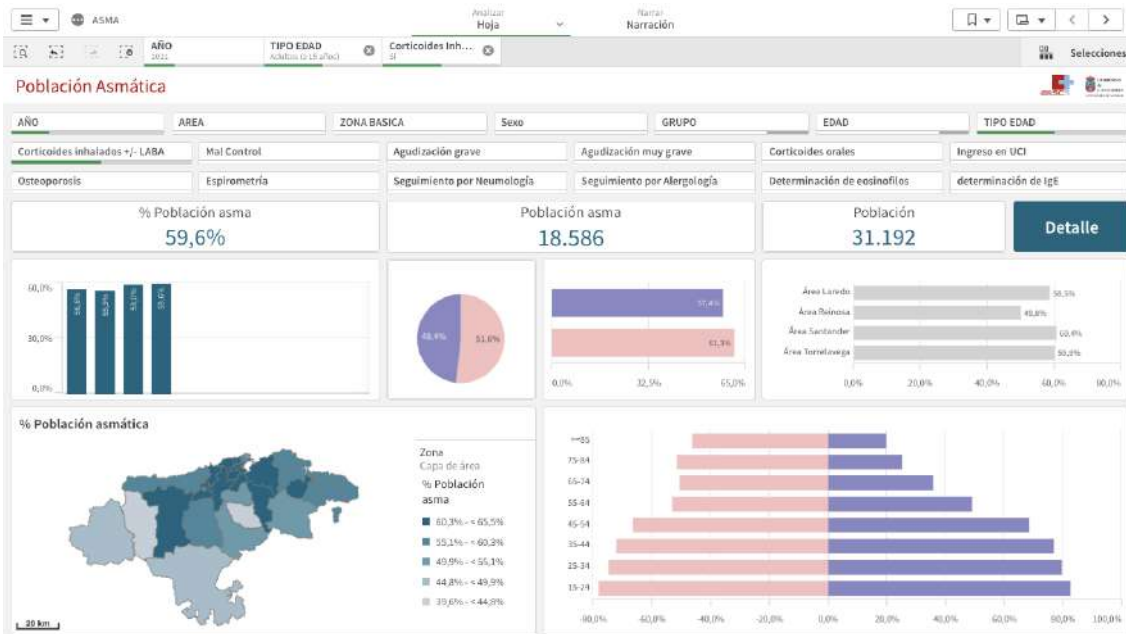 ASMA
Analizar
Hoja
Narrar
Narración
AÑO
2021
TIPO EDAD
Corticoides Inh...
SI
Selecciones
Población Asmática
AÑO
AREA
ZONA BASICA
Sexo
GRUPO
EDAD
TIPO EDAD
Corticoides inhalados +/- LABA
Mal Control
Agudización grave
Agudización muy grave
Corticoides orales
Ingreso en UCI
Osteoporosis
Espirometría
Seguimiento por Neumología
Seguimiento por Alergología
Determinación de eosinofilos
determinación de IgE
% Población asma
59,6%
Población asma
18.586
Población
31.192
Detalle
60,0%
30,0%
0,0%
48,4%
51,6%
57,4%
61,3%
0,0%
32,5%
65,0%
Área Laredo
Área Reinosa
Área Santander
Área Torrelavega
58,5%
60,4%
0,0%
20,0%
40,0%
60,0%
80,0%
% Población asmática
Zona
Capa de área
% Población
asma
60,3% - < 65,5%
55,1% - < 60,3%
49,9% - < 55,1%
44,8% - < 49,9%
39,6% - < 44,8%
20 km
75-84
65-74
55-64
45-54
35-44
25-34
-80,0%
-60,0%
-40,0%
-20,0%
0,0%
20,0%
40,0%
60,0%
80,0%
100,0%